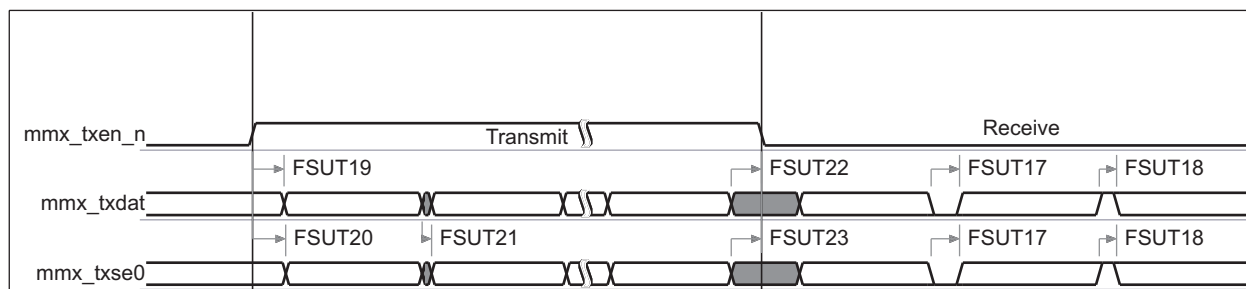 mmx_txen_n Transmit Receive
FSUT19 FSUT22 FSUT17 FSUT18
mmx_txdat
FSUT20 FSUT21 FSUT23 FSUT17 FSUT18
mmx_txse0